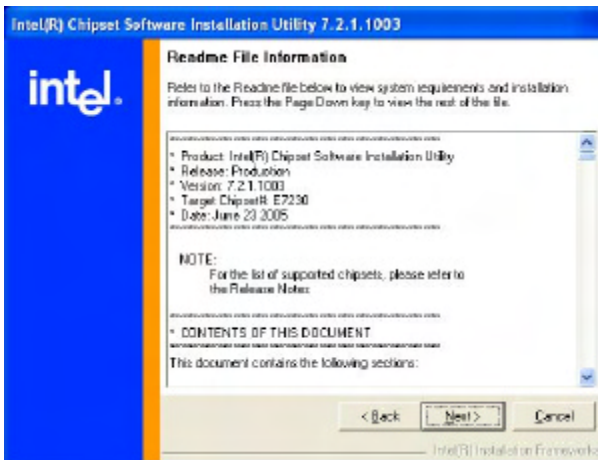 Intel(R) Chipset Software Installation Utility 7.2.1.1003
intel.
Readme File Information
Refer to the Readme file below to view system requirements and installation
information. Press the Page Down key to view the rest of the file.
* Product: Intel(R) Chipset Software Installation Utility
* Release: Production
* Version: 7.2.1.1003
* Target Chipset#: E7230
* Date: June 23 2005
NOTE:
For the list of supported chipsets, please refer to
the Release Notes
* CONTENTS OF THIS DOCUMENT
This document contains the following sections:
< Back
Next >
Cancel
Intel(R) Installation Frameworks